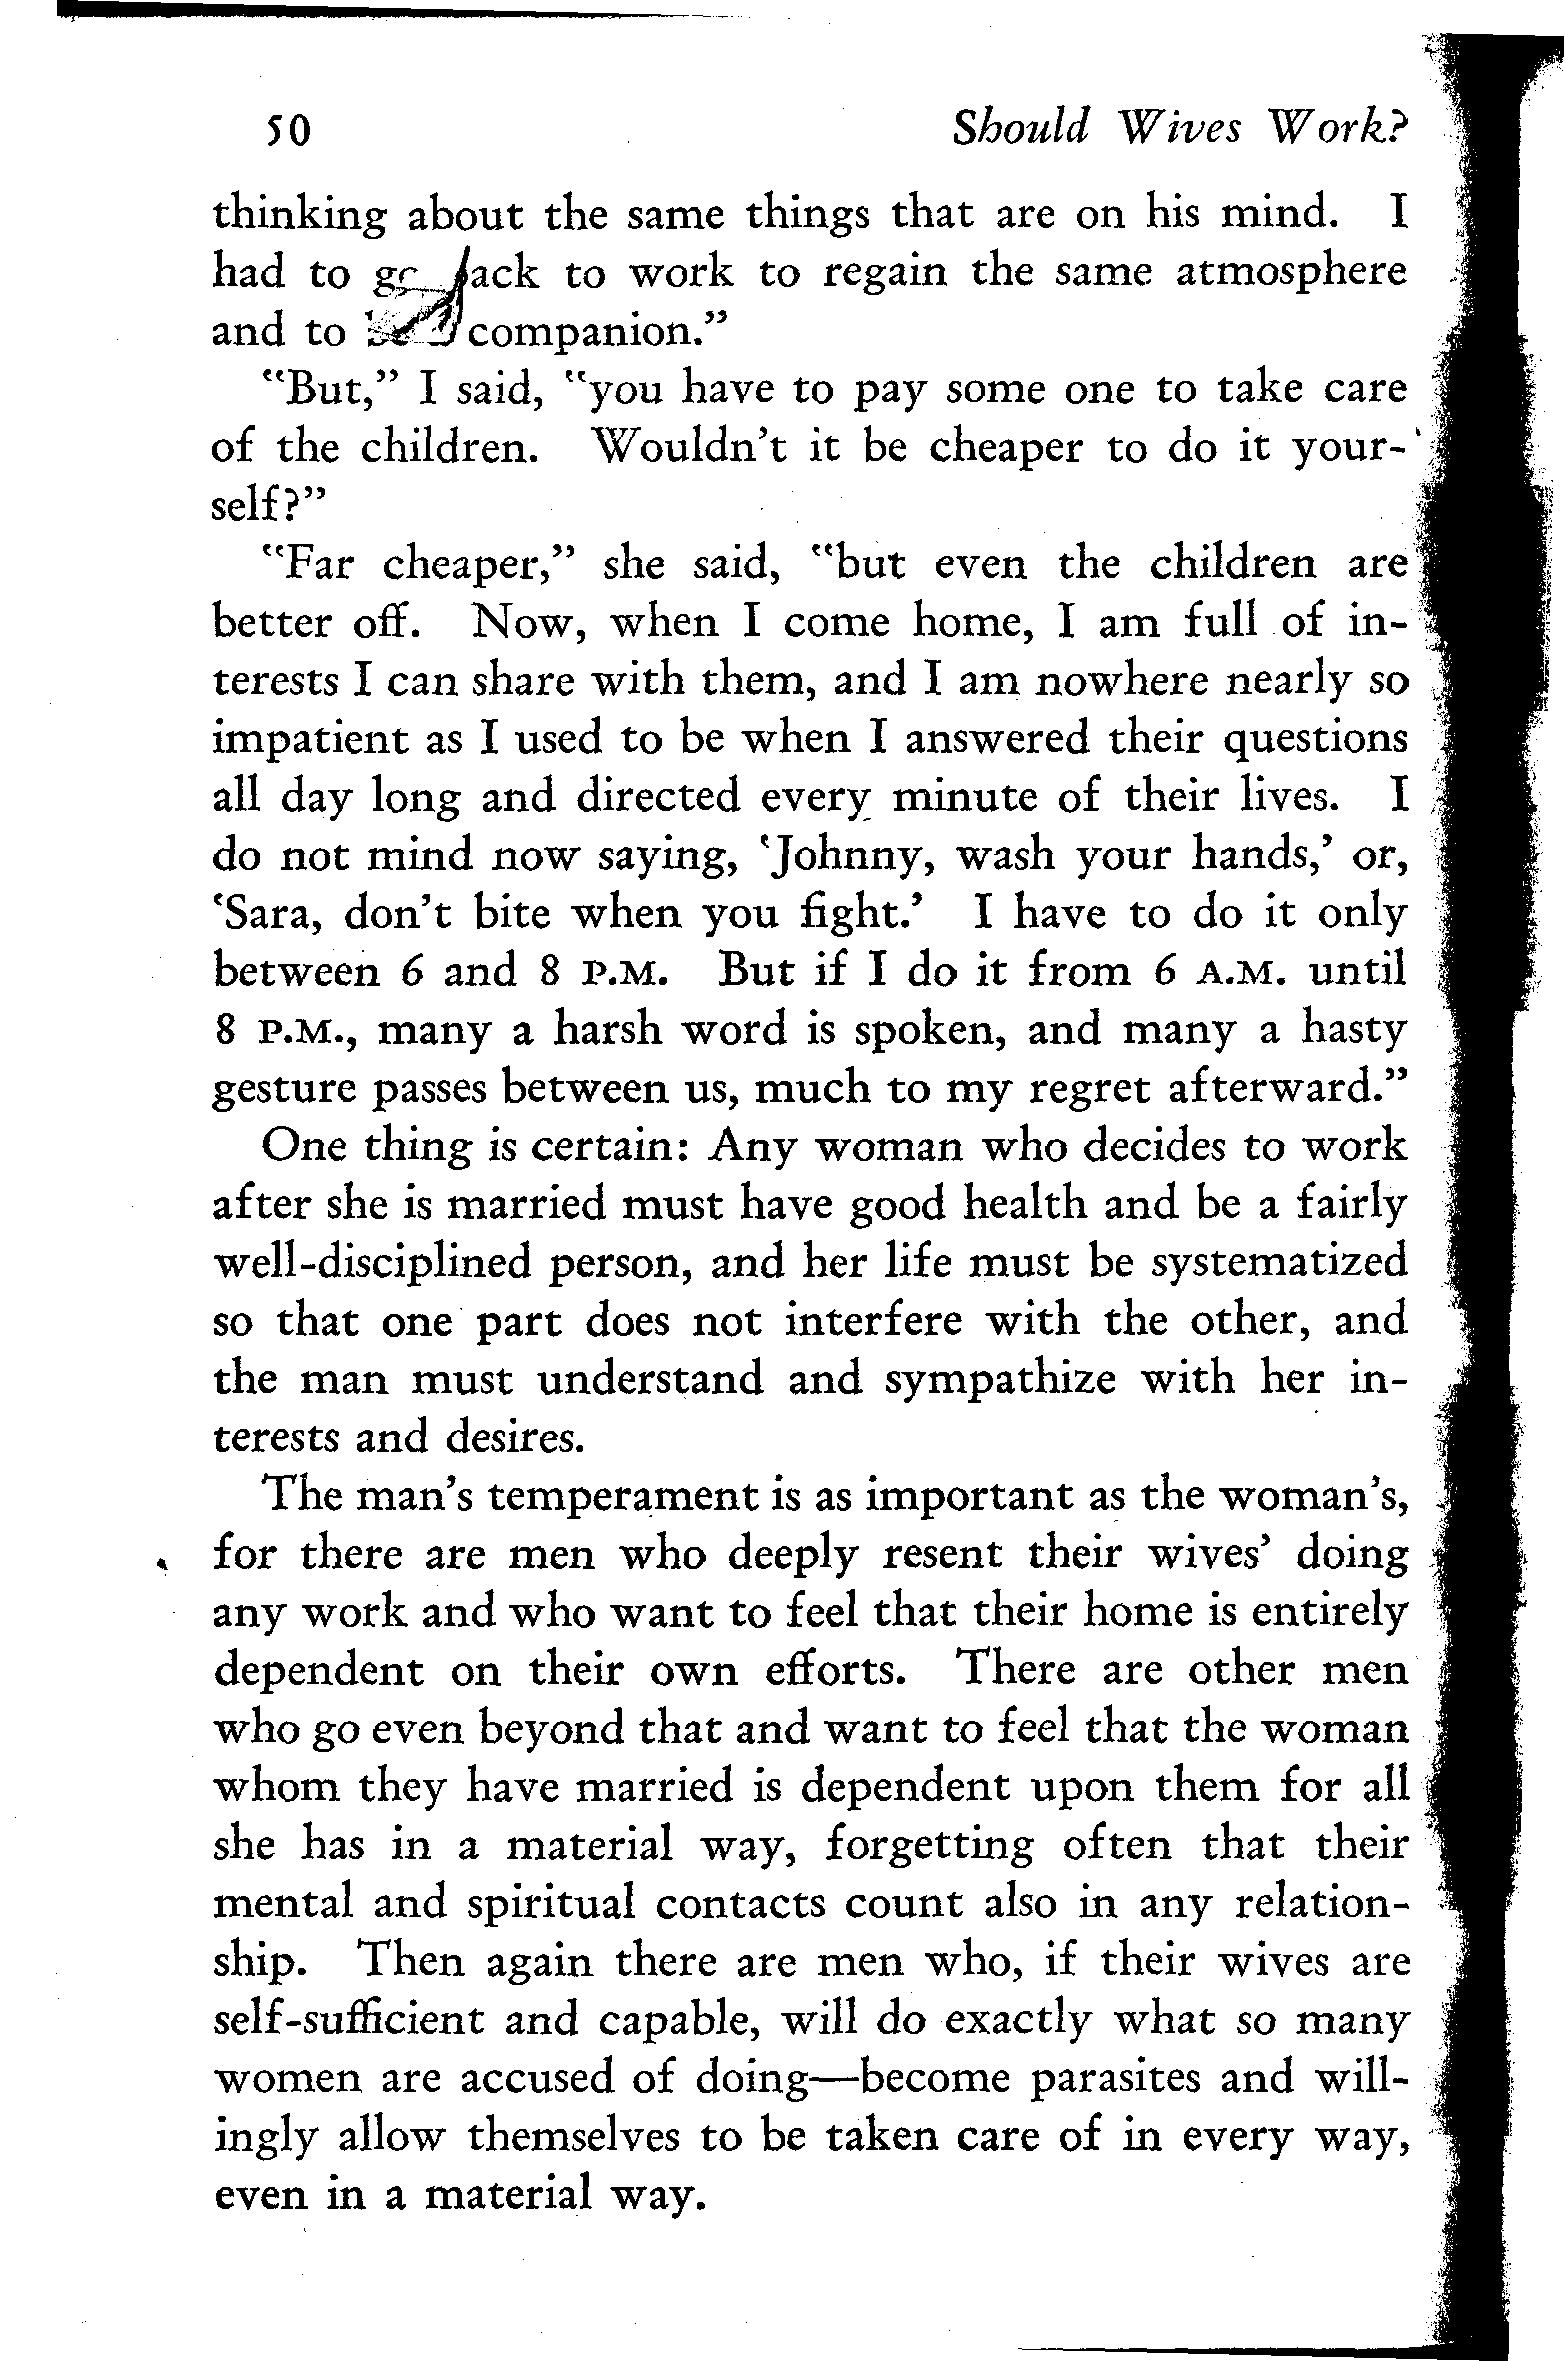 50 Should Wives Work?
thinking about the same things that are on his mind. I
had to go back to work to regain the same atmosphere
and to companion.”
“But,” I said, “you have to pay some one to take care
of the children. Wouldn’t it be cheaper to do it your-
self?”
“Far cheaper,” she said, “but even the children are
better off. Now, when I come home, I am full of in-
terests I can share with them, and I am nowhere nearly so
impatient as I used to be when I answered their questions
all day long and directed every minute of their lives. I
do not mind now saying, ‘Johnny, wash your hands,’ or,
‘Sara, don’t bite when you fight.’ I have to do it only
between 6 and 8 P.M. But if I do it from 6 A.M. until
8 P.M., many a harsh word is spoken, and many a hasty
gesture passes between us, much to my regret afterward.”
One thing is certain: Any woman who decides to work
after she is married must have good health and be a fairly
well-disciplined person, and her life must be systematized
so that one part does not interfere with the other, and
the man must understand and sympathize with her in-
terests and desires.
The man’s temperament is as important as the woman’s,
for there are men who deeply resent their wives’ doing
any work and who want to feel that their home is entirely
dependent on their own efforts. There are other men
who go even beyond that and want to feel that the woman
whom they have married is dependent upon them for all
she has in a material way, forgetting often that their
mental and spiritual contacts count also in any relation-
ship. Then again there are men who, if their wives are
self-sufficient and capable, will do exactly what so many
women are accused of doing—become parasites and will-
ingly allow themselves to be taken care of in every way,
even in a material way.